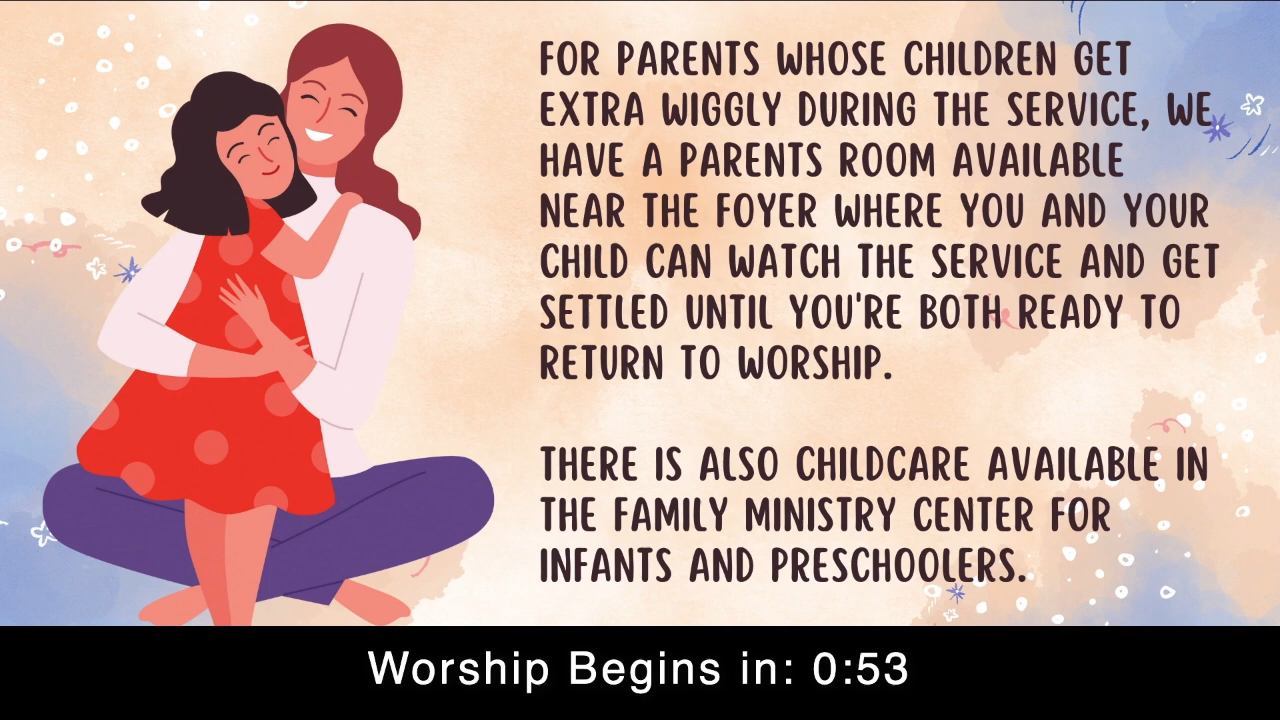 FOR PARENTS WHOSE CHILDREN GET
EXTRA WIGGLY DURING THE SERVICE, WE
HAVE A PARENTS ROOM AVAILABLE
NEAR THE FOYER WHERE YOU AND YOUR
CHILD CAN WATCH THE SERVICE AND GET
SETTLED UNTIL YOU'RE BOTH READY TO
RETURN TO WORSHIP.
THERE IS ALSO CHILDCARE AVAILABLE IN
THE FAMILY MINISTRY CENTER FOR
INFANTS AND PRESCHOOLERS.
Worship Begins in: 0:53